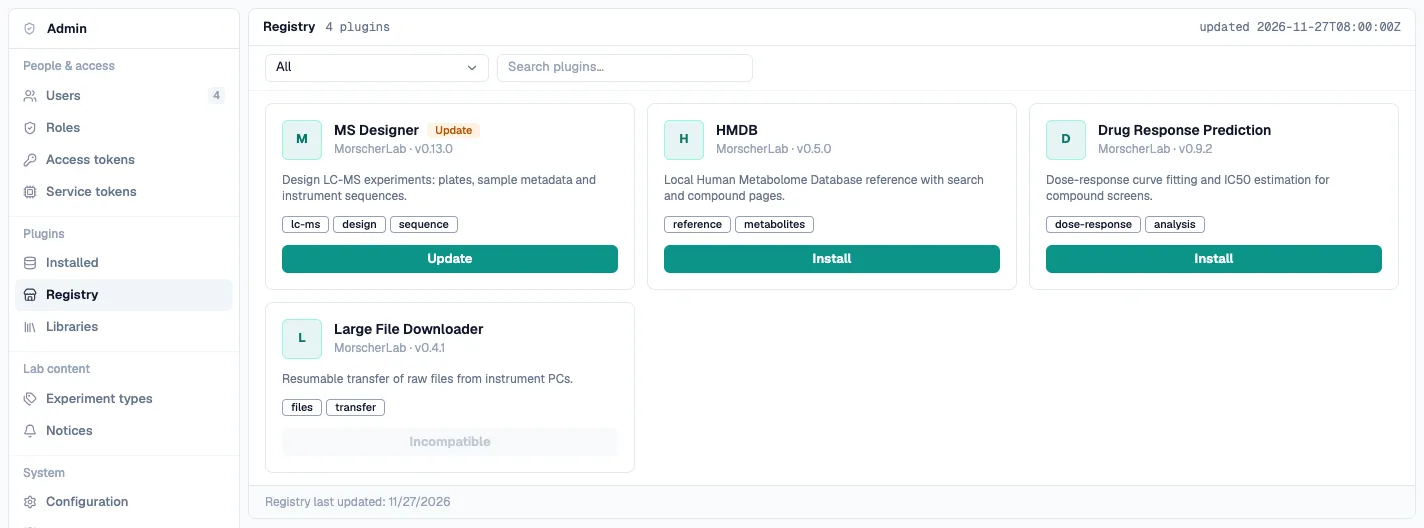 Admin
People & access
Users 4
Roles
Access tokens
Service tokens
Plugins
Installed
Registry
Libraries
Lab content
Experiment types
Notices
System
Configuration
Registry 4 plugins updated 2026-11-27T08:00:00Z
All Search plugins…
M MS Designer Update
MorscherLab · v0.13.0
Design LC-MS experiments: plates, sample metadata and
instrument sequences.
lc-ms design sequence
Update
H HMDB
MorscherLab · v0.5.0
Local Human Metabolome Database reference with search
and compound pages.
reference metabolites
Install
D Drug Response Prediction
MorscherLab · v0.9.2
Dose-response curve fitting and IC50 estimation for
compound screens.
dose-response analysis
Install
L Large File Downloader
MorscherLab · v0.4.1
Resumable transfer of raw files from instrument PCs.
files transfer
Incompatible
Registry last updated: 11/27/2026